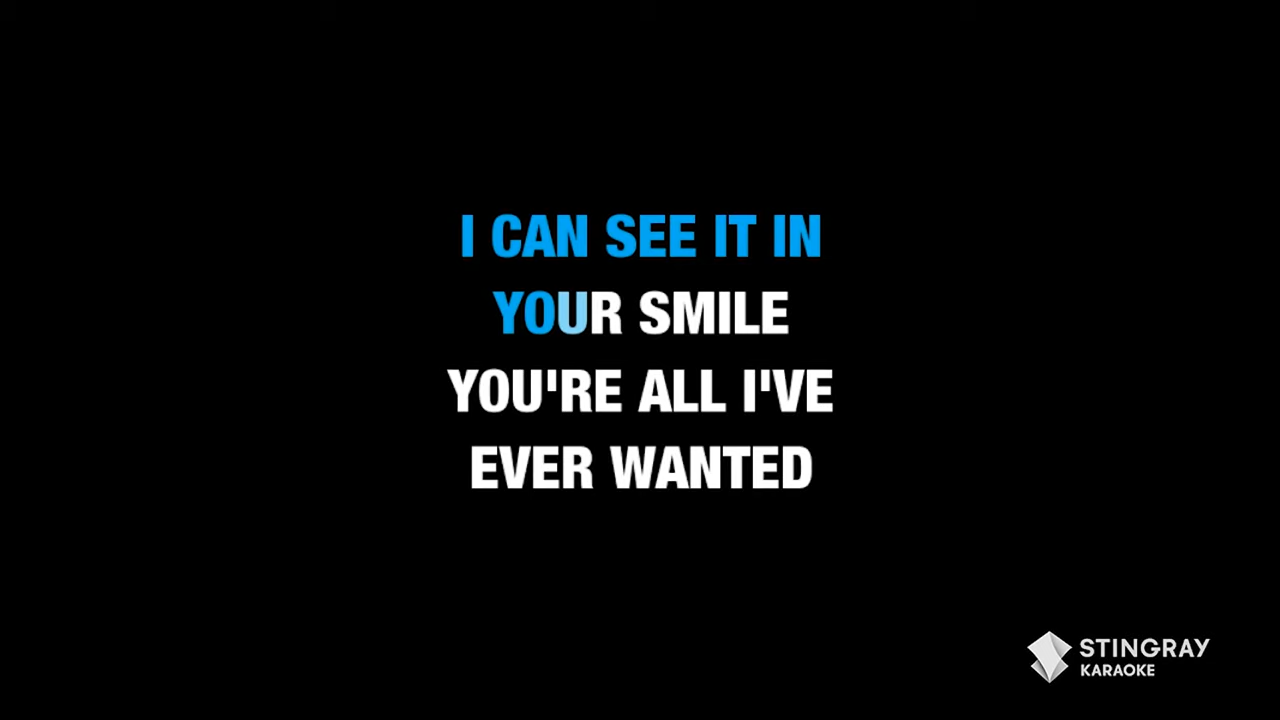 I CAN SEE IT IN
YOUR SMILE
YOU'RE ALL I'VE
EVER WANTED
STINGRAY
KARAOKE